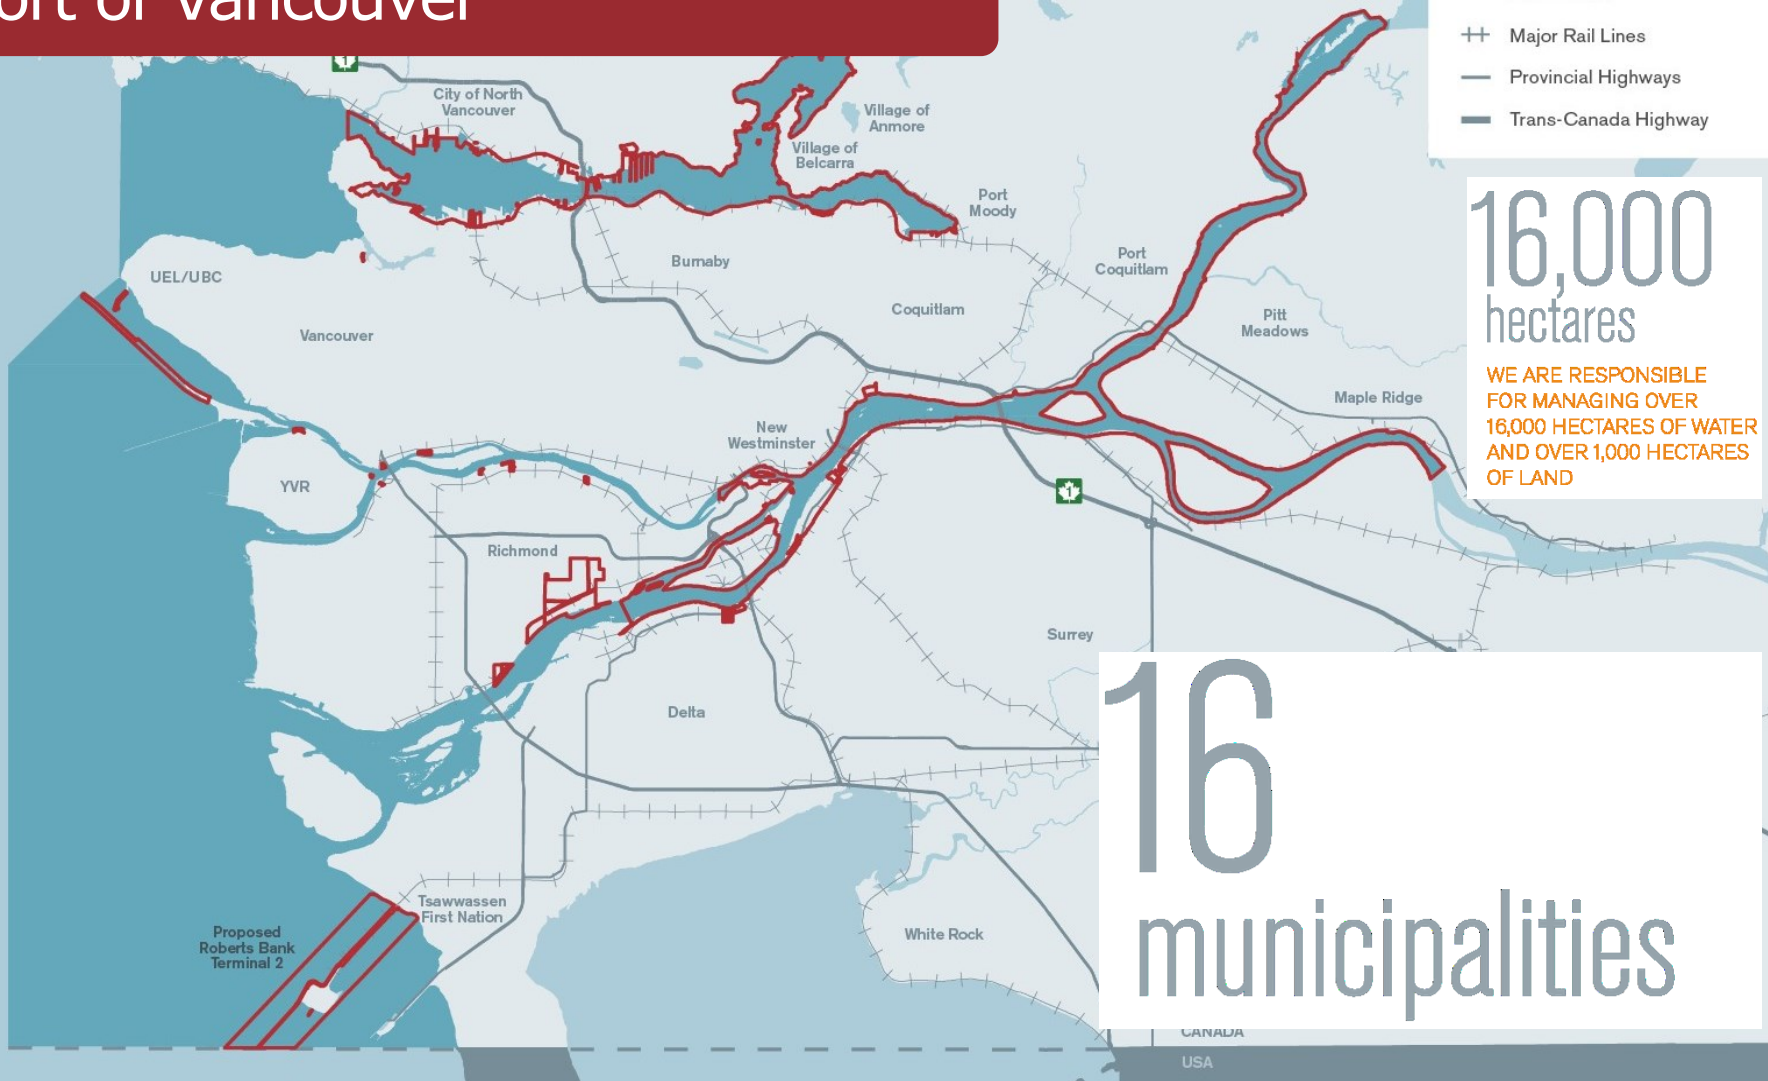 Port of Vancouver
Major Rail Lines
Provincial Highways
Trans-Canada Highway
1
City of North
Vancouver
Village of
Anmore
Village of
Belcarra
Port
Moody
UEL/UBC
Burnaby
Port
Coquitlam
Coquitlam
Pitt
Meadows
Vancouver
Maple Ridge
New
Westminster
YVR
1
Richmond
Surrey
Delta
Tsawwassen
First Nation
Proposed
Roberts Bank
Terminal 2
White Rock
CANADA
USA
16,000
hectares
WE ARE RESPONSIBLE
FOR MANAGING OVER
16,000 HECTARES OF WATER
AND OVER 1,000 HECTARES
OF LAND
16
municipalities